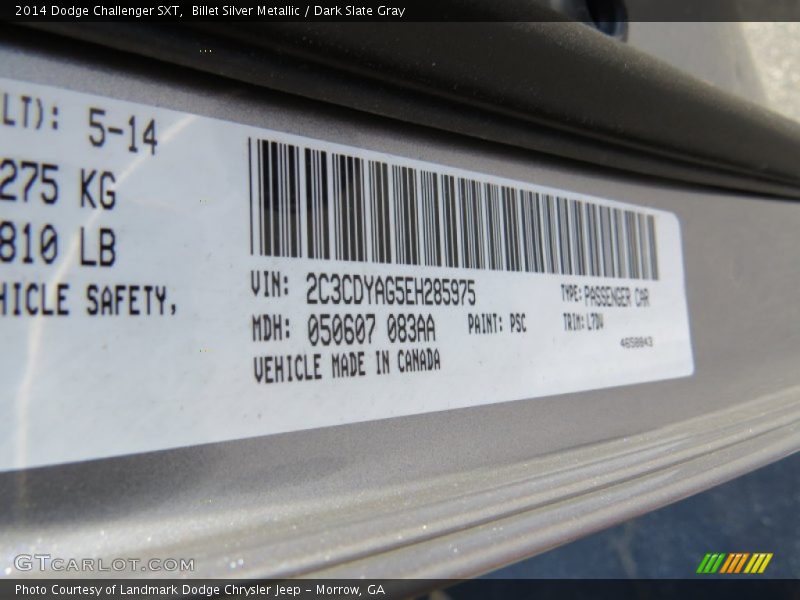 2014 Dodge Challenger SXT,  Billet Silver Metallic / Dark Slate Gray
LT): 5-14
275 KG
810 LB
HICLE SAFETY,
VIN: 2C3CDYAG5EH285975 TYPE: PASSENGER CAR
MDH: 050607 083AA PAINT: PSC TRIM: L7DV
VEHICLE MADE IN CANADA
4650043
GTCARLOT.COM
Photo Courtesy of Landmark Dodge Chrysler Jeep - Morrow, GA